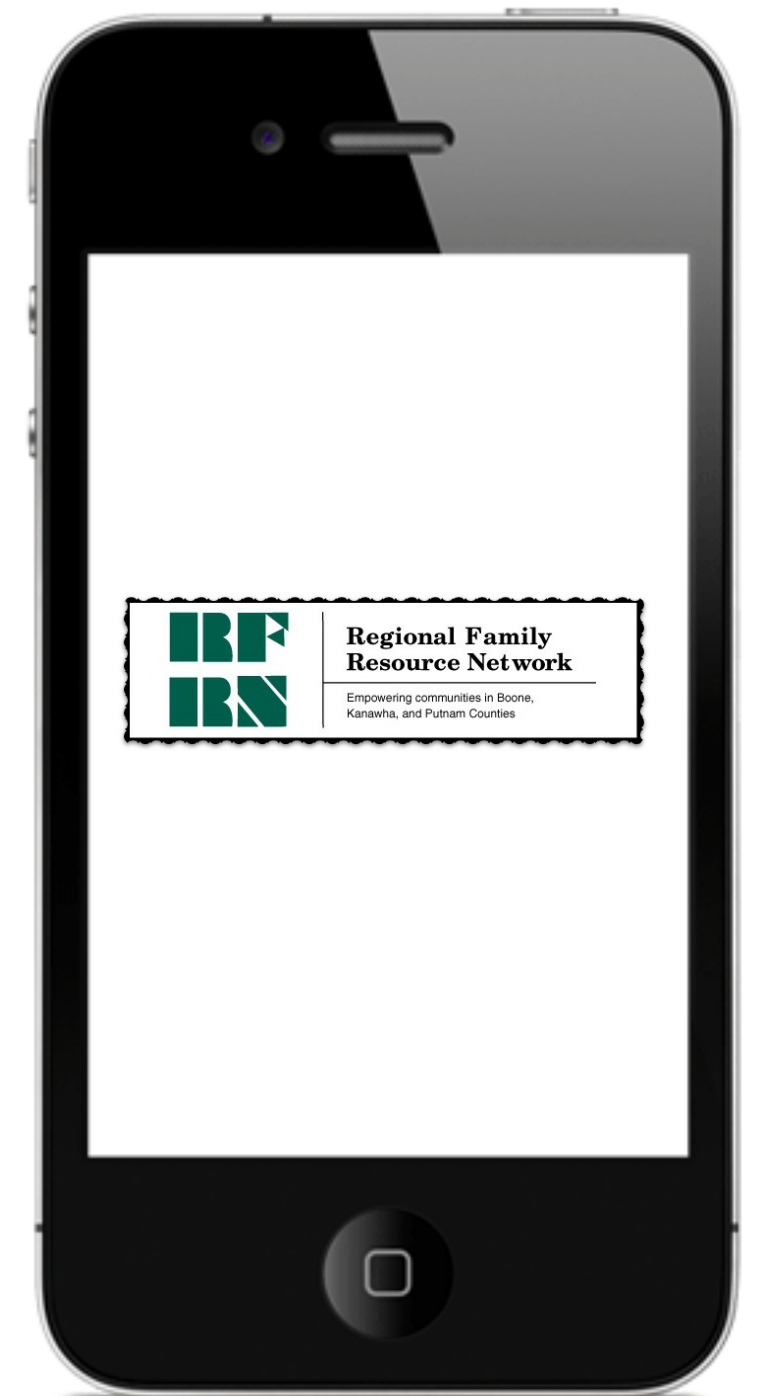 RF
RN
Regional Family
Resource Network
Empowering communities in Boone,
Kanawha, and Putnam Counties